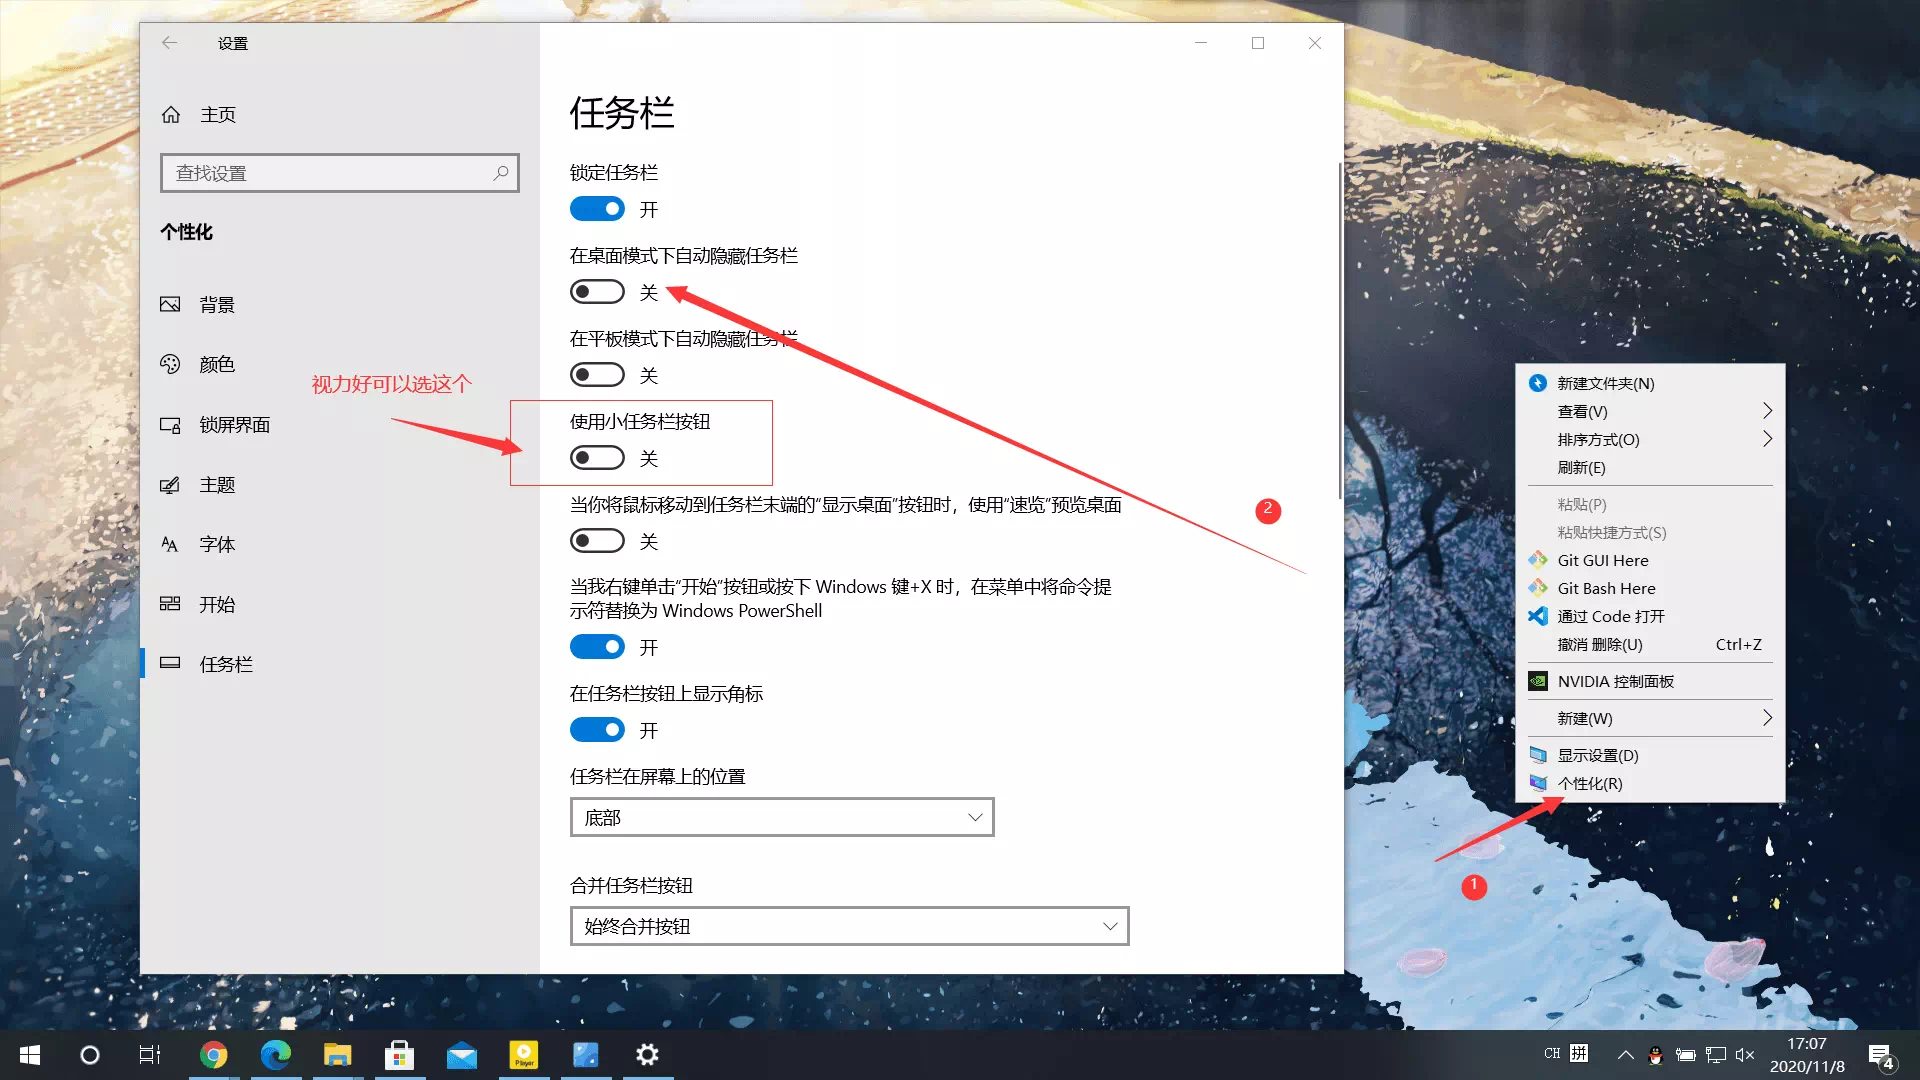 设置
主页
查找设置
个性化
背景
颜色
锁屏界面
主题
字体
开始
任务栏
视力好可以选这个
任务栏
锁定任务栏
开
在桌面模式下自动隐藏任务栏
关
在平板模式下自动隐藏任务栏
关
使用小任务栏按钮
关
当你将鼠标移动到任务栏末端的“显示桌面”按钮时，使用“速览”预览桌面
关
当我右键单击“开始”按钮或按下 Windows 键+X 时，在菜单中将命令提
示符替换为 Windows PowerShell
开
在任务栏按钮上显示角标
开
任务栏在屏幕上的位置
底部
合并任务栏按钮
始终合并按钮
2
新建文件夹(N)
查看(V)
排序方式(O)
刷新(E)
粘贴(P)
粘贴快捷方式(S)
Git GUI Here
Git Bash Here
通过 Code 打开
撤消 删除(U) Ctrl+Z
NVIDIA 控制面板
新建(W)
显示设置(D)
个性化(R)
1
Player
CH 拼
17:07
2020/11/8
4